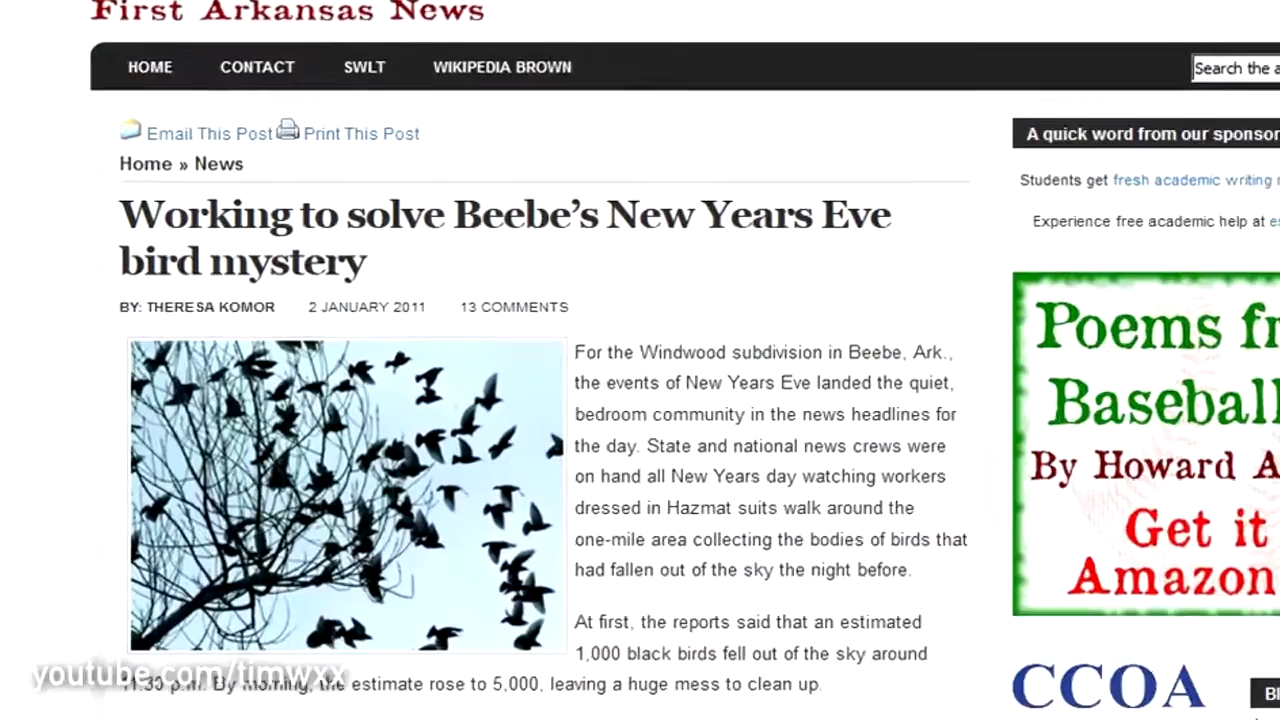 First Arkansas News
HOME CONTACT SWLT WIKIPEDIA BROWN
Search the a
Email This Post Print This Post
Home » News
Working to solve Beebe’s New Years Eve
bird mystery
BY: THERESA KOMOR 2 JANUARY 2011 13 COMMENTS
For the Windwood subdivision in Beebe, Ark.,
the events of New Years Eve landed the quiet,
bedroom community in the news headlines for
the day. State and national news crews were
on hand all New Years day watching workers
dressed in Hazmat suits walk around the
one-mile area collecting the bodies of birds that
had fallen out of the sky the night before.
At first, the reports said that an estimated
1,000 black birds fell out of the sky around
11:30 p.m. By morning, the estimate rose to 5,000, leaving a huge mess to clean up.
youtube.com/timwxx
A quick word from our sponsor
Students get fresh academic writing
Experience free academic help at es
Poems fr
Baseball
By Howard A
Get it
Amazon
CCOA
Bl